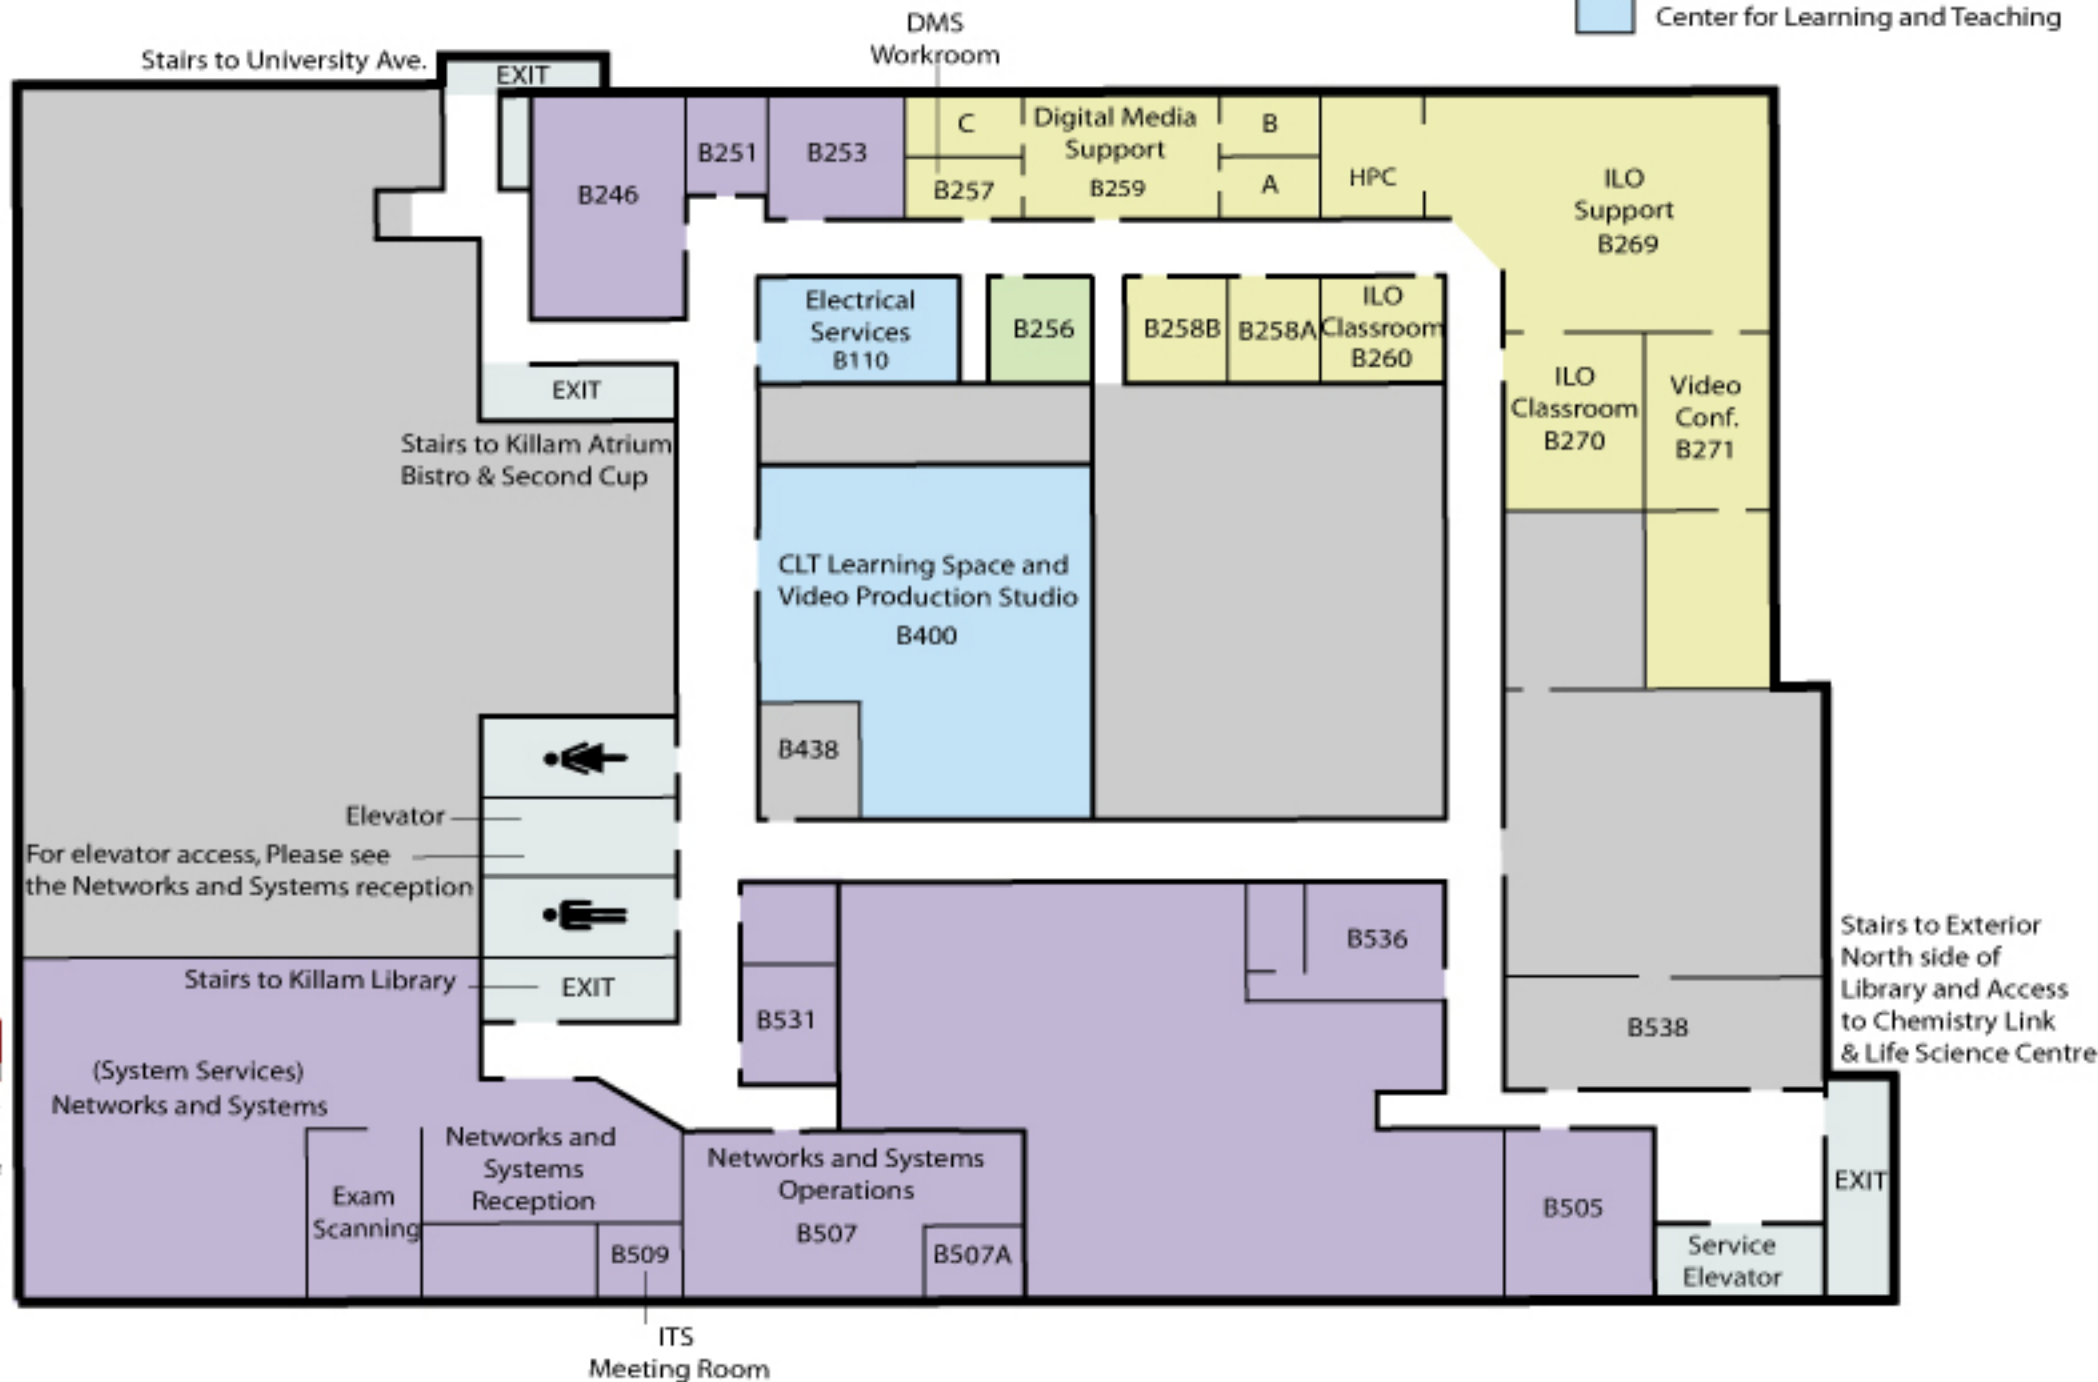 Center for Learning and Teaching
DMS
Workroom
Stairs to University Ave.
EXIT
C
Digital Media
Support
B259
B
A
B251
B253
B246
B257
HPC
ILO
Support
B269
Electrical
Services
B110
B256
B258B
B258A
ILO
Classroom
B260
EXIT
Stairs to Killam Atrium
Bistro & Second Cup
ILO
Classroom
B270
Video
Conf.
B271
CLT Learning Space and
Video Production Studio
B400
B438
Elevator
For elevator access, Please see
the Networks and Systems reception
Stairs to Killam Library
EXIT
B536
B531
B538
Stairs to Exterior
North side of
Library and Access
to Chemistry Link
& Life Science Centre
(System Services)
Networks and Systems
Networks and
Systems
Reception
Exam
Scanning
Networks and Systems
Operations
B507
B507A
B509
B505
EXIT
Service
Elevator
ITS
Meeting Room